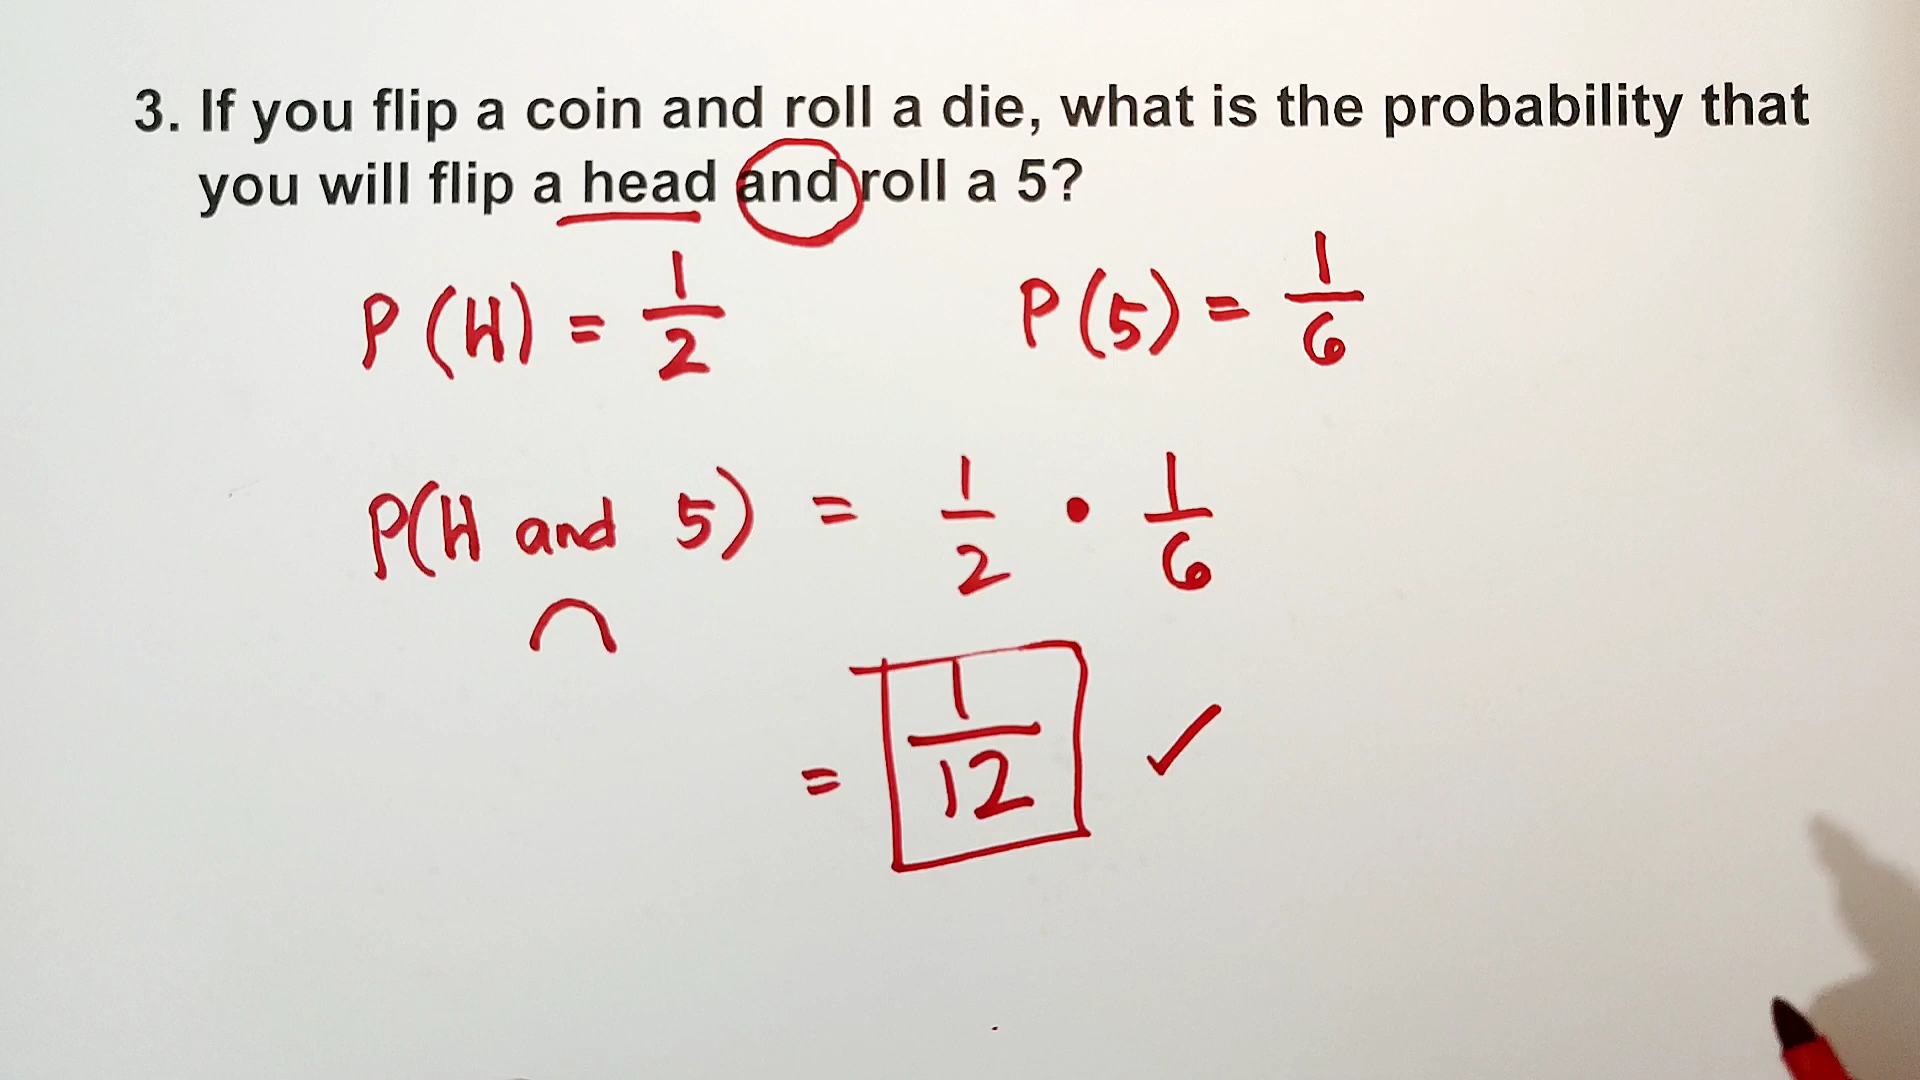 3. If you flip a coin and roll a die, what is the probability that
you will flip a head and roll a 5?
P(H) = 1/2 P(5) = 1/6
P(H and 5) = 1/2 • 1/6
∩
= 1/12 ✓